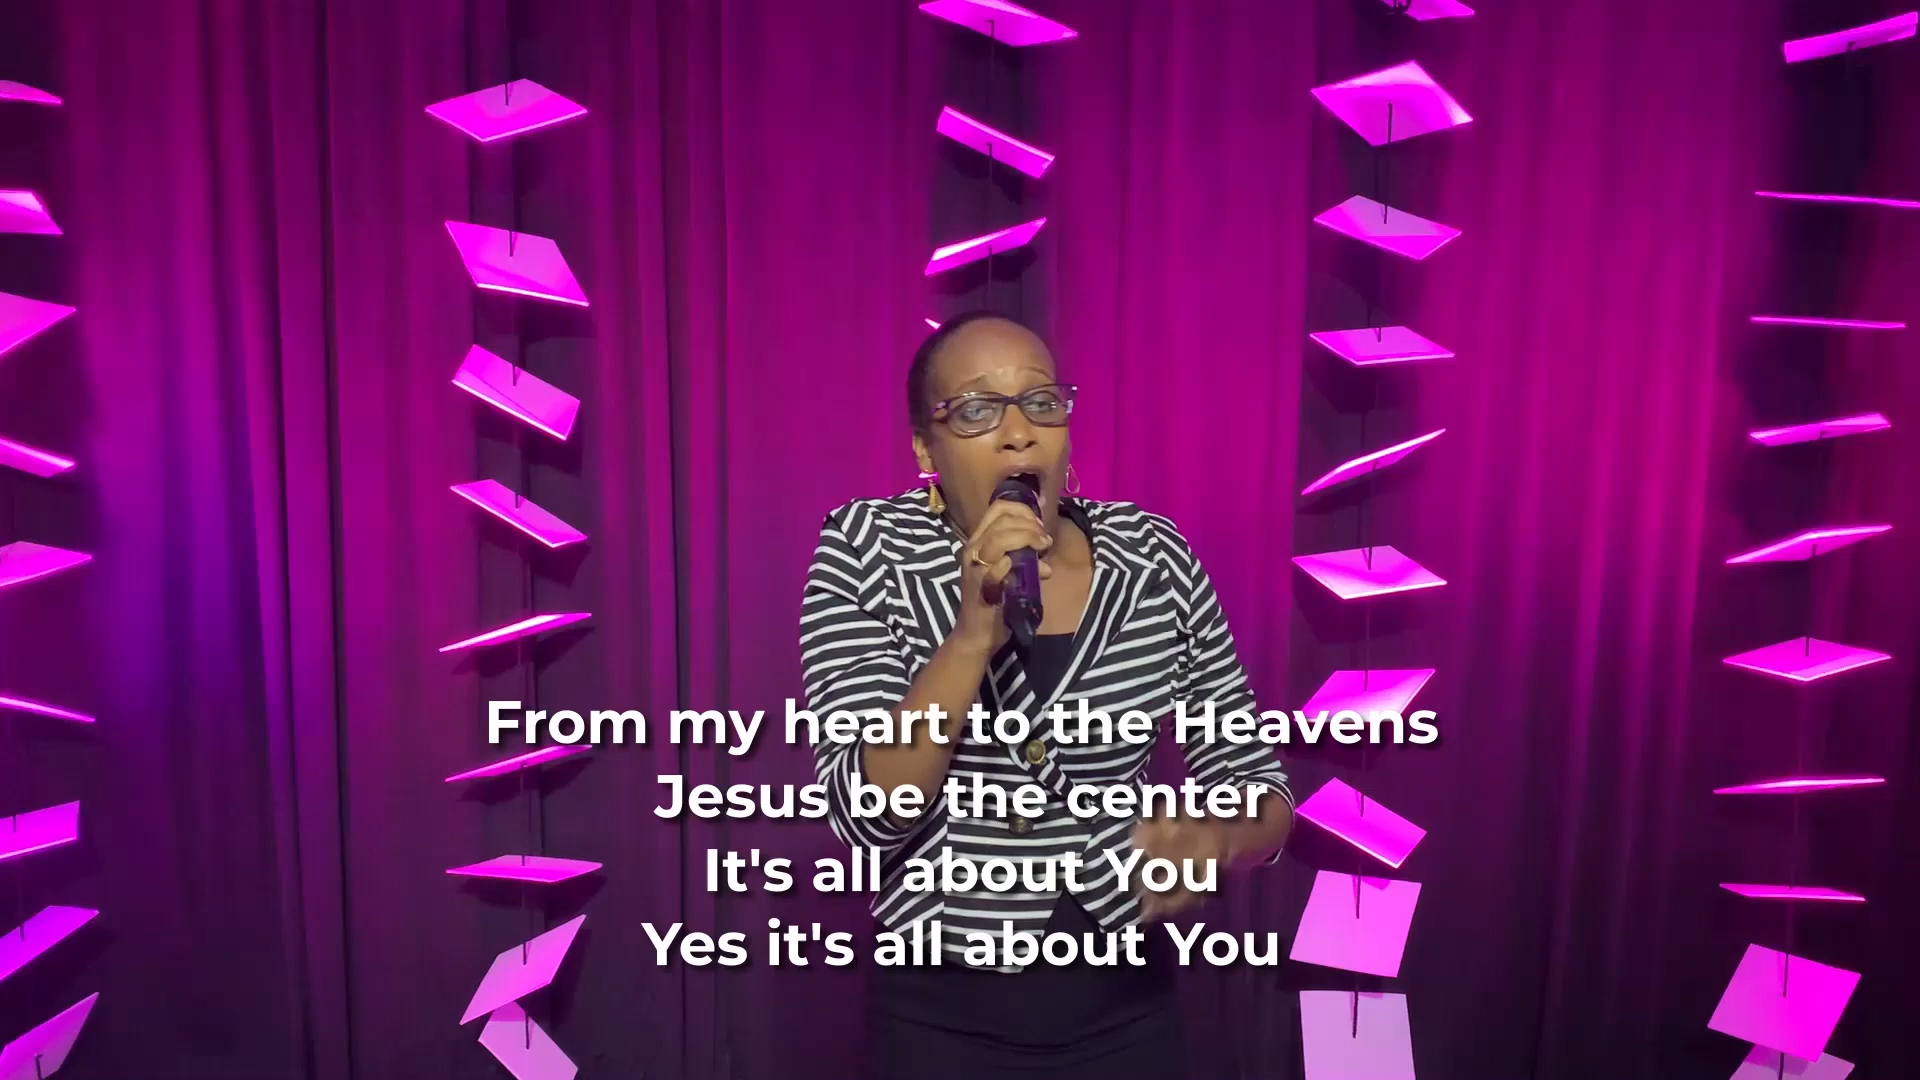 From my heart to the Heavens
Jesus be the center
It's all about You
Yes it's all about You